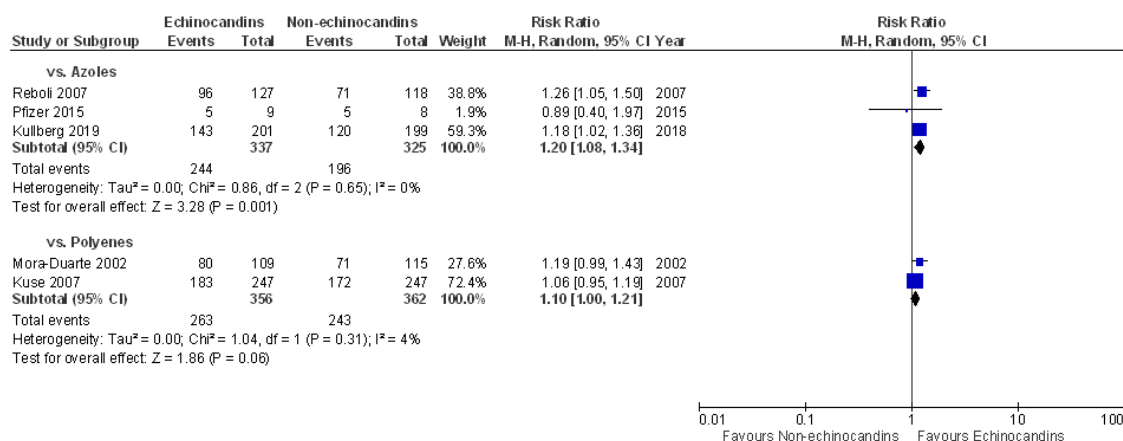 Echinocandins Non-echinocandins Risk Ratio Risk Ratio
Study or Subgroup Events Total Events Total Weight M-H, Random, 95% CI Year M-H, Random, 95% CI
vs. Azoles
Reboli 2007 96 127 71 118 38.8% 1.26 [1.05, 1.50] 2007
Pfizer 2015 5 9 5 8 1.9% 0.89 [0.40, 1.97] 2015
Kullberg 2019 143 201 120 199 59.3% 1.18 [1.02, 1.36] 2018
Subtotal (95% CI) 337 325 100.0% 1.20 [1.08, 1.34]
Total events 244 196
Heterogeneity: Tau² = 0.00; Chi² = 0.86, df = 2 (P = 0.65); I² = 0%
Test for overall effect: Z = 3.28 (P = 0.001)
vs. Polyenes
Mora-Duarte 2002 80 109 71 115 27.6% 1.19 [0.99, 1.43] 2002
Kuse 2007 183 247 172 247 72.4% 1.06 [0.95, 1.19] 2007
Subtotal (95% CI) 356 362 100.0% 1.10 [1.00, 1.21]
Total events 263 243
Heterogeneity: Tau² = 0.00; Chi² = 1.04, df = 1 (P = 0.31); I² = 4%
Test for overall effect: Z = 1.86 (P = 0.06)
0.01 0.1 1 10 100
Favours Non-echinocandins Favours Echinocandins